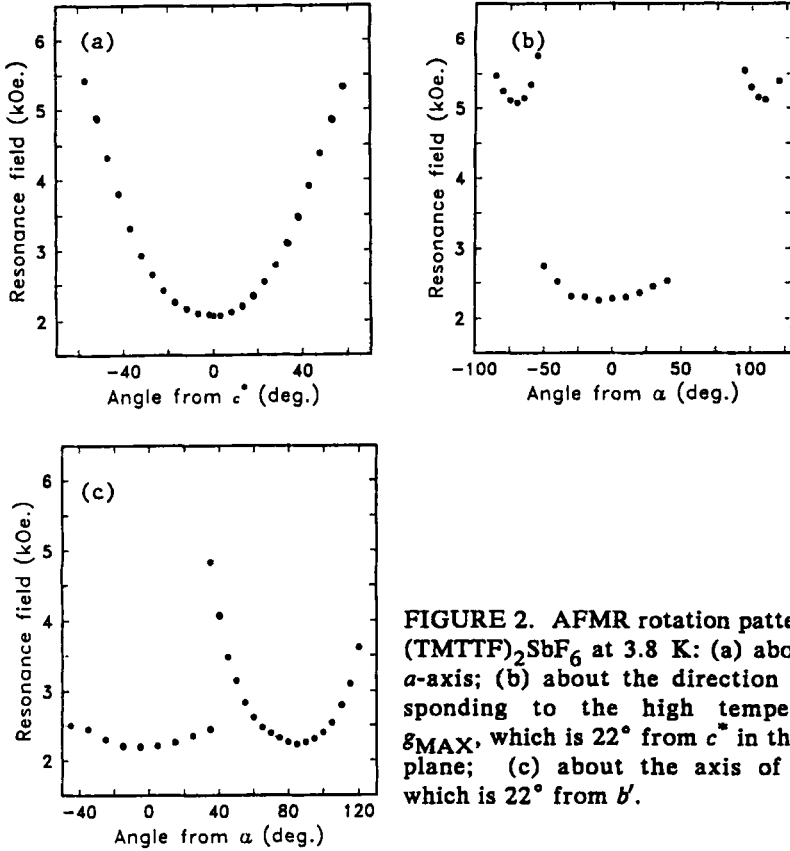 (a)
6
5
4
3
2
Resonance field (kOe.)
−40
0
40
Angle from c* (deg.)
(b)
6
5
4
3
2
Resonance field (kOe.)
−100
−50
0
50
100
Angle from a (deg.)
(c)
6
5
4
3
2
Resonance field (kOe.)
−40
0
40
80
120
Angle from a (deg.)
FIGURE 2. AFMR rotation patte
(TMTTF)₂SbF₆ at 3.8 K: (a) abo
a-axis; (b) about the direction
sponding to the high tempe
gMAX, which is 22° from c* in th
plane; (c) about the axis of
which is 22° from b′.